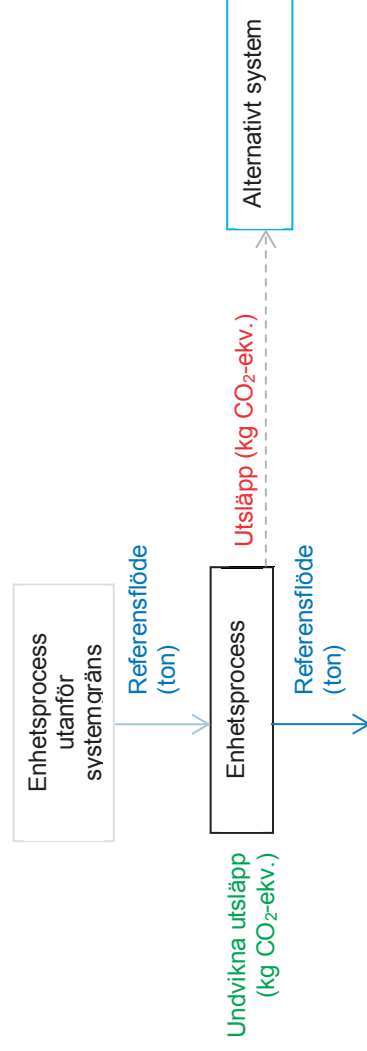 Enhetsprocess
utanför
systemgräns
Referensflöde
(ton)
Undvikna utsläpp
(kg CO₂-ekv.)
Enhetsprocess
Utsläpp (kg CO₂-ekv.)
Alternativt system
Referensflöde
(ton)